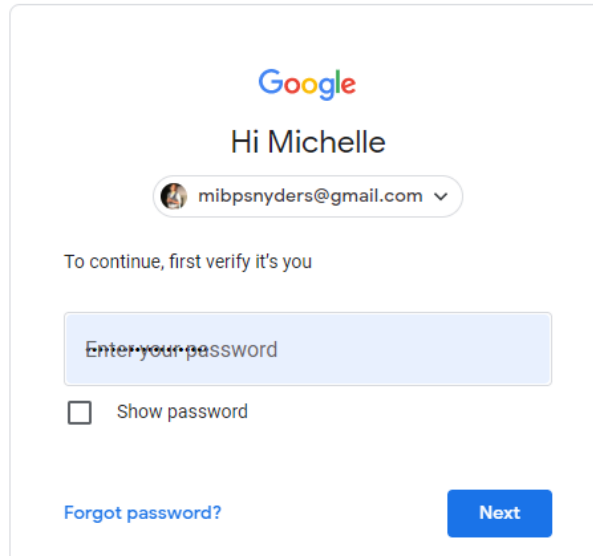 Google
Hi Michelle
mibpsnyders@gmail.com
To continue, first verify it's you
Enter your password
Show password
Forgot password?
Next